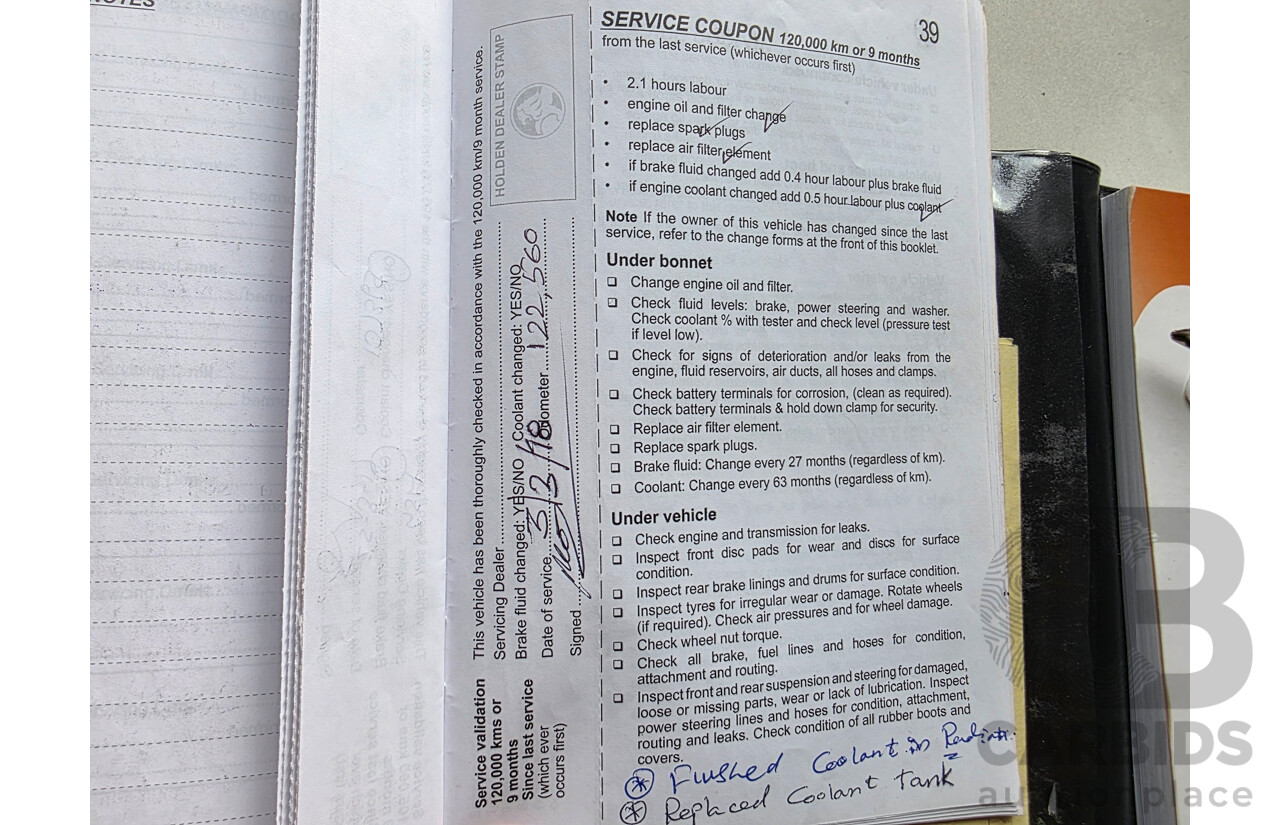 NOTES
39
SERVICE COUPON 120,000 km or 9 months
from the last service (whichever occurs first)
• 2.1 hours labour
• engine oil and filter change
• replace spark plugs
• replace air filter element
• if brake fluid changed add 0.4 hour labour plus brake fluid
• if engine coolant changed add 0.5 hour labour plus coolant
Note If the owner of this vehicle has changed since the last
service, refer to the change forms at the front of this booklet.
Under bonnet
❑ Change engine oil and filter.
❑ Check fluid levels: brake, power steering and washer.
Check coolant % with tester and check level (pressure test
if level low).
❑ Check for signs of deterioration and/or leaks from the
engine, fluid reservoirs, air ducts, all hoses and clamps.
❑ Check battery terminals for corrosion, (clean as required).
Check battery terminals & hold down clamp for security.
❑ Replace air filter element.
❑ Replace spark plugs.
❑ Brake fluid: Change every 27 months (regardless of km).
❑ Coolant: Change every 63 months (regardless of km).
Under vehicle
❑ Check engine and transmission for leaks.
❑ Inspect front disc pads for wear and discs for surface
condition.
❑ Inspect rear brake linings and drums for surface condition.
❑ Inspect tyres for irregular wear or damage. Rotate wheels
(if required). Check air pressures and for wheel damage.
❑ Check wheel nut torque.
❑ Check all brake, fuel lines and hoses for condition,
attachment and routing.
❑ Inspect front and rear suspension and steering for damaged,
loose or missing parts, wear or lack of lubrication. Inspect
power steering lines and hoses for condition, attachment,
routing and leaks. Check condition of all rubber boots and
covers.
* Flushed Coolant in Radiator.
* Replaced Coolant Tank
Service validation
120,000 kms or
9 months
Since last service
(which ever
occurs first)
This vehicle has been thoroughly checked in accordance with the 120,000 km/9 month service.
Servicing Dealer
Brake fluid changed: YES/NO Coolant changed: YES/NO
Date of service 3/3/18 Odometer 122,560
Signed
HOLDEN DEALER STAMP
CARBIDS
auctionplace